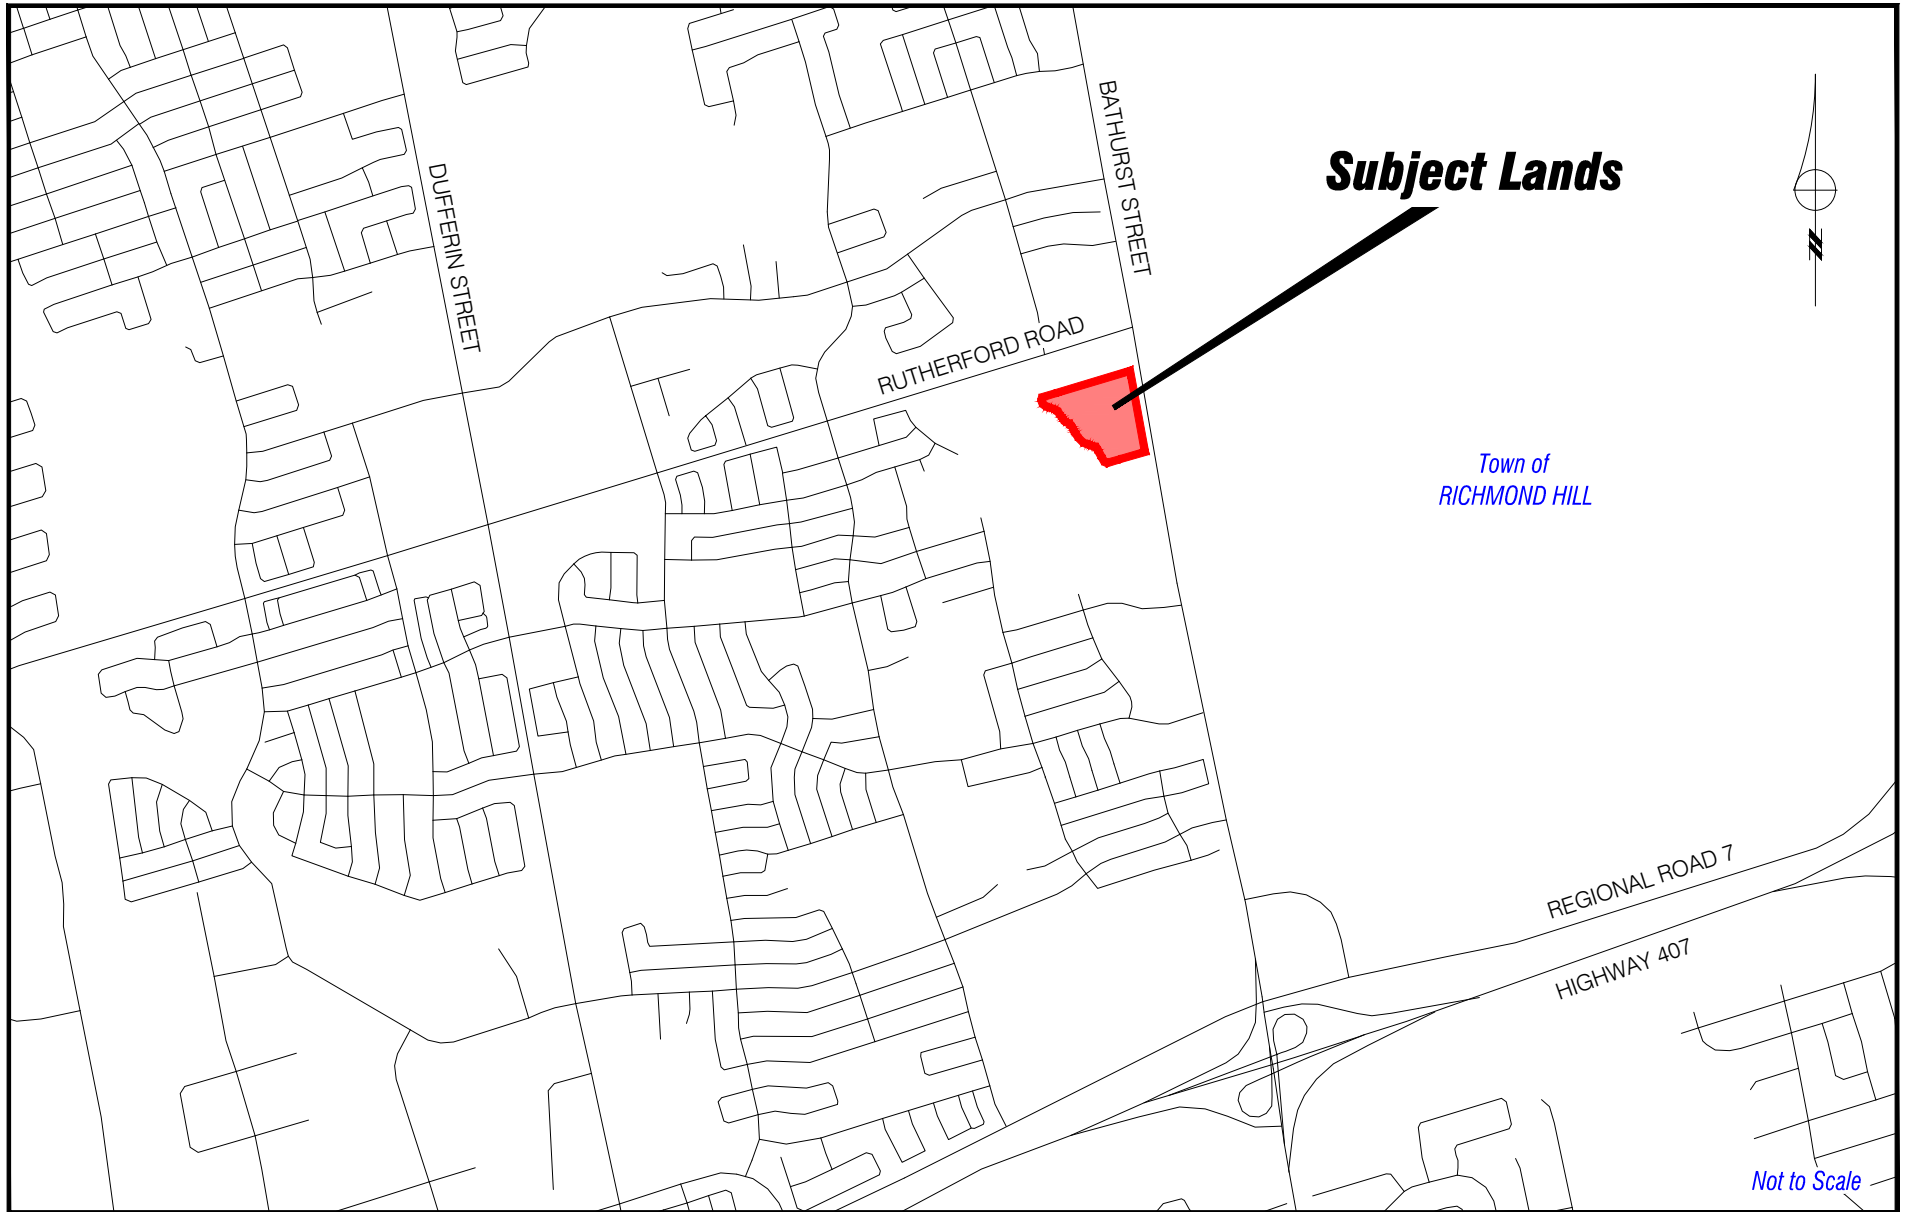 BATHURST STREET
Subject Lands
DUFFERIN STREET
N
RUTHERFORD ROAD
Town of
RICHMOND HILL
REGIONAL ROAD 7
HIGHWAY 407
Not to Scale